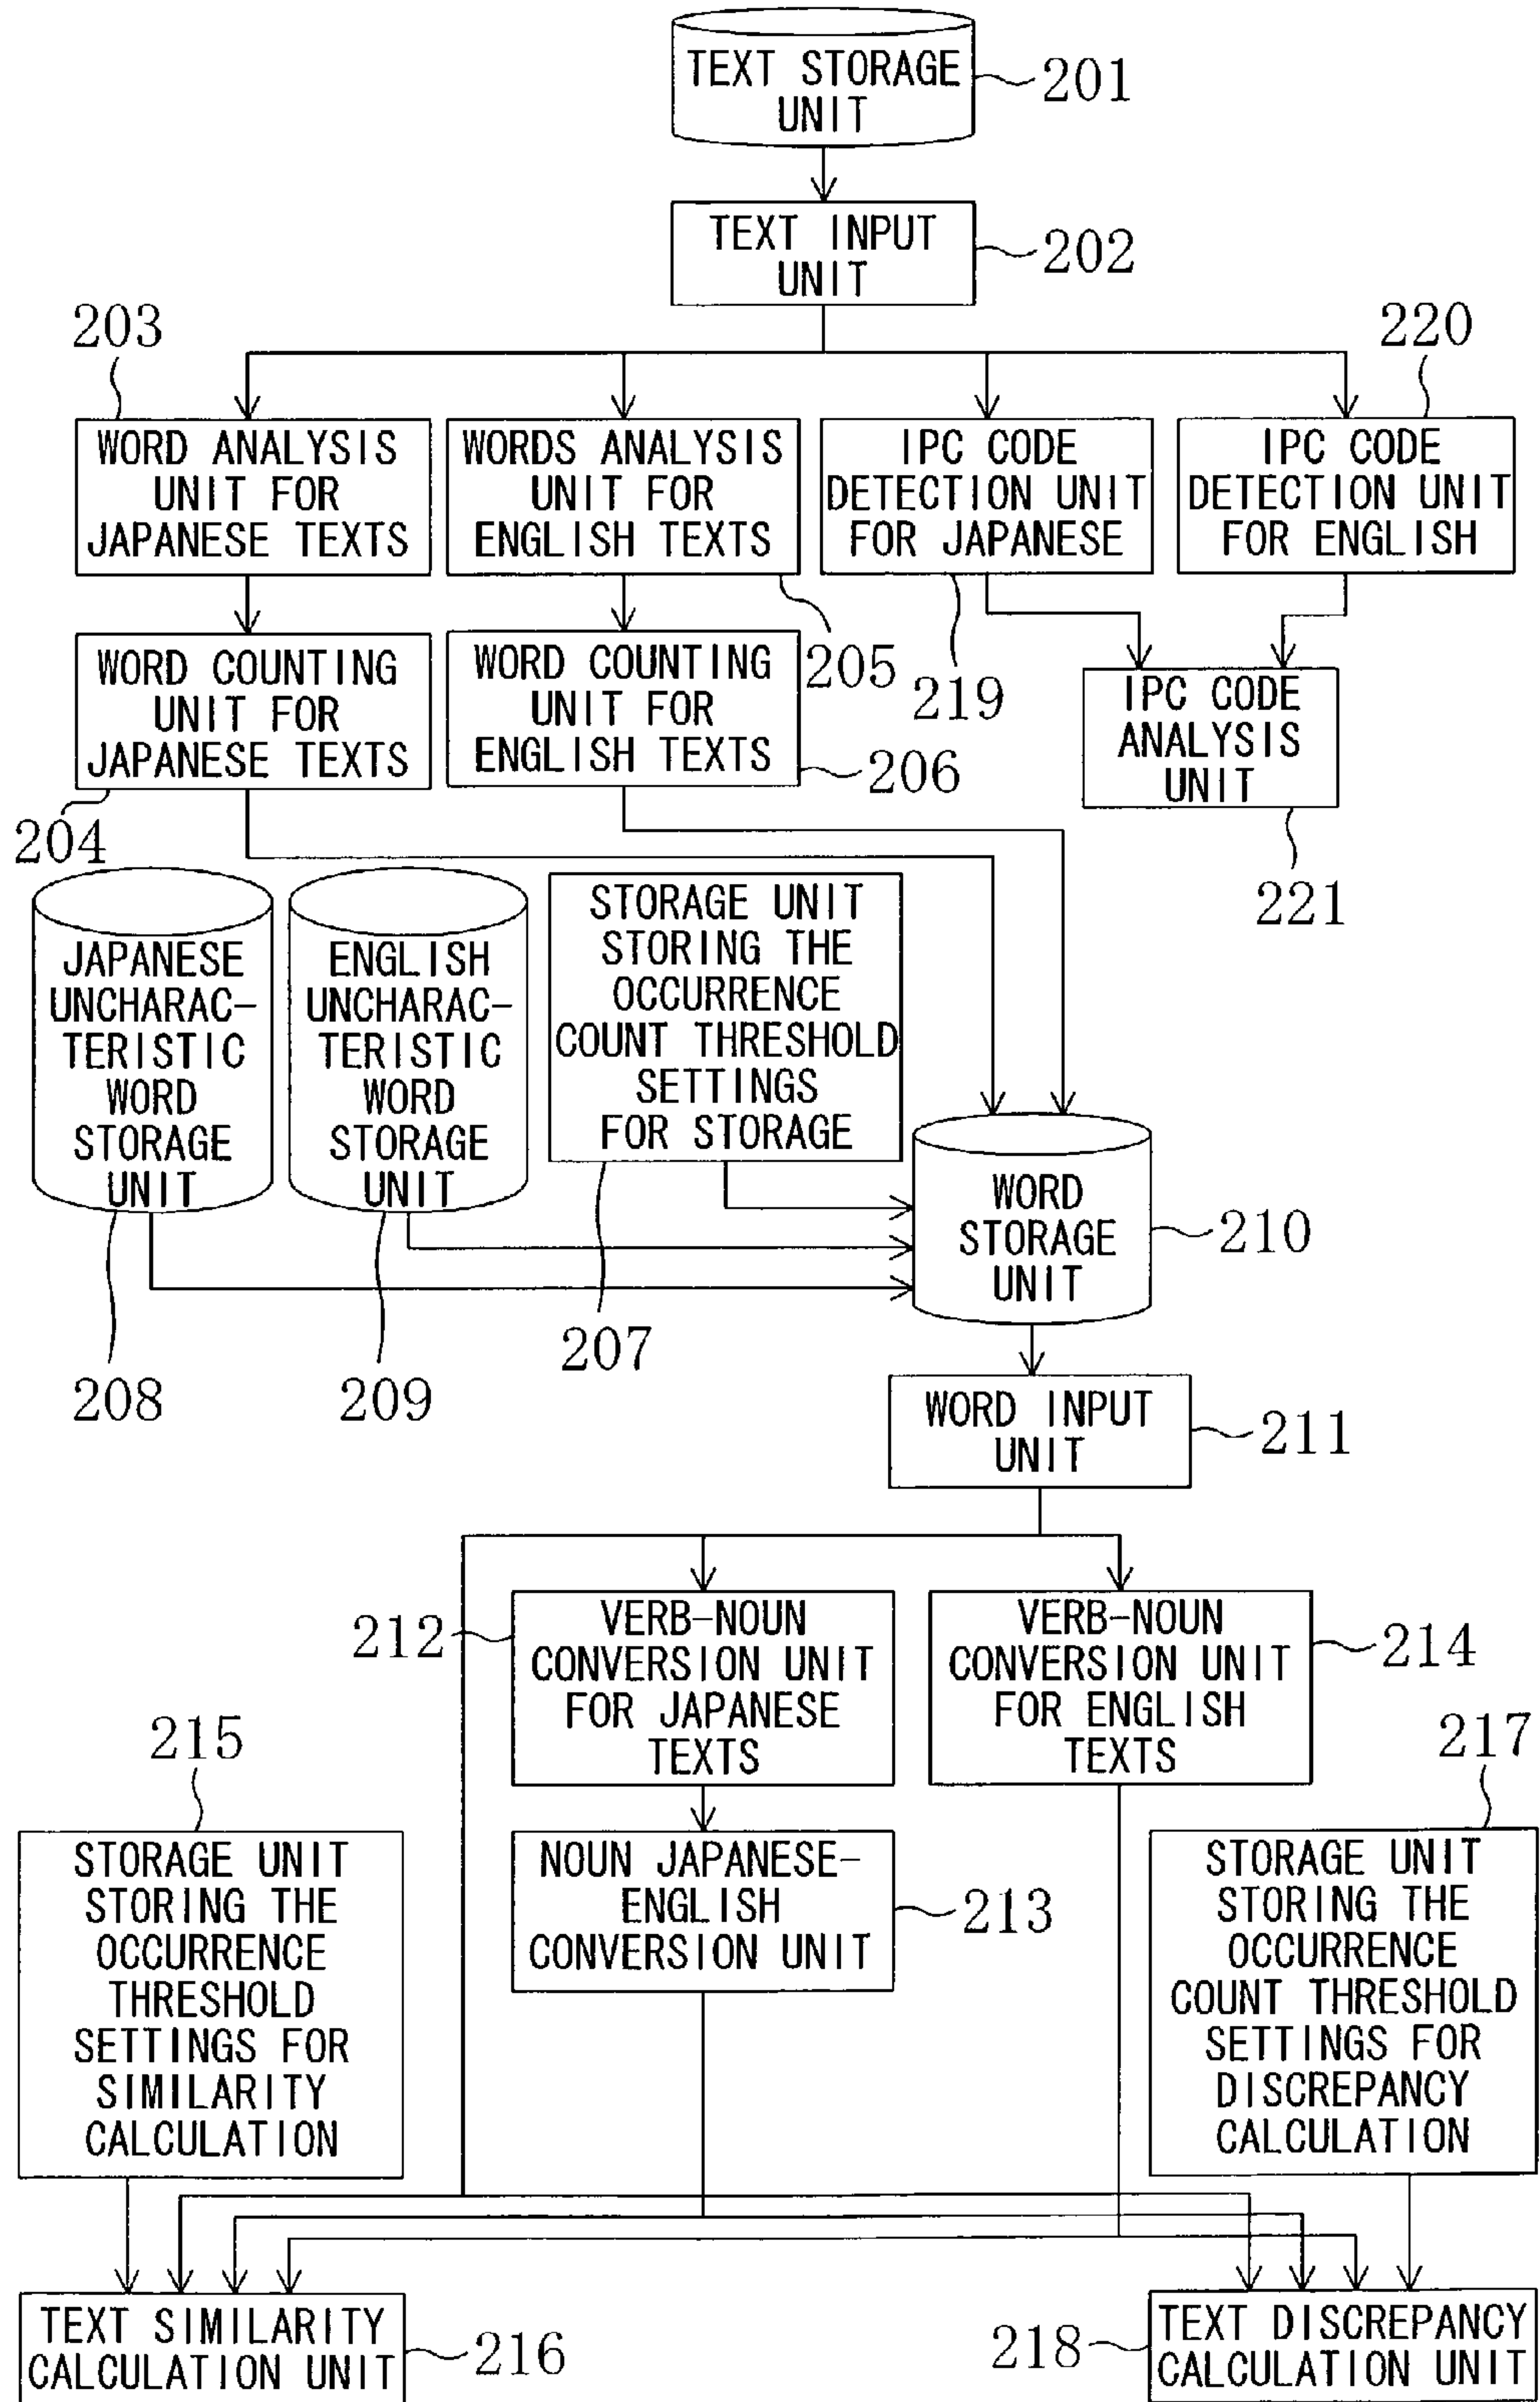 TEXT STORAGE
UNIT
201
TEXT INPUT
UNIT
202
203
220
WORD ANALYSIS
UNIT FOR
JAPANESE TEXTS
WORDS ANALYSIS
UNIT FOR
ENGLISH TEXTS
IPC CODE
DETECTION UNIT
FOR JAPANESE
IPC CODE
DETECTION UNIT
FOR ENGLISH
205
219
WORD COUNTING
UNIT FOR
JAPANESE TEXTS
WORD COUNTING
UNIT FOR
ENGLISH TEXTS
IPC CODE
ANALYSIS
UNIT
204
206
221
JAPANESE
UNCHARAC-
TERISTIC
WORD
STORAGE
UNIT
ENGLISH
UNCHARAC-
TERISTIC
WORD
STORAGE
UNIT
STORAGE UNIT
STORING THE
OCCURRENCE
COUNT THRESHOLD
SETTINGS
FOR STORAGE
WORD
STORAGE
UNIT
210
208
209
207
WORD INPUT
UNIT
211
212
VERB-NOUN
CONVERSION UNIT
FOR JAPANESE
TEXTS
VERB-NOUN
CONVERSION UNIT
FOR ENGLISH
TEXTS
214
215
217
STORAGE UNIT
STORING THE
OCCURRENCE
THRESHOLD
SETTINGS FOR
SIMILARITY
CALCULATION
NOUN JAPANESE-
ENGLISH
CONVERSION UNIT
213
STORAGE UNIT
STORING THE
OCCURRENCE
COUNT THRESHOLD
SETTINGS FOR
DISCREPANCY
CALCULATION
TEXT SIMILARITY
CALCULATION UNIT
216
218
TEXT DISCREPANCY
CALCULATION UNIT